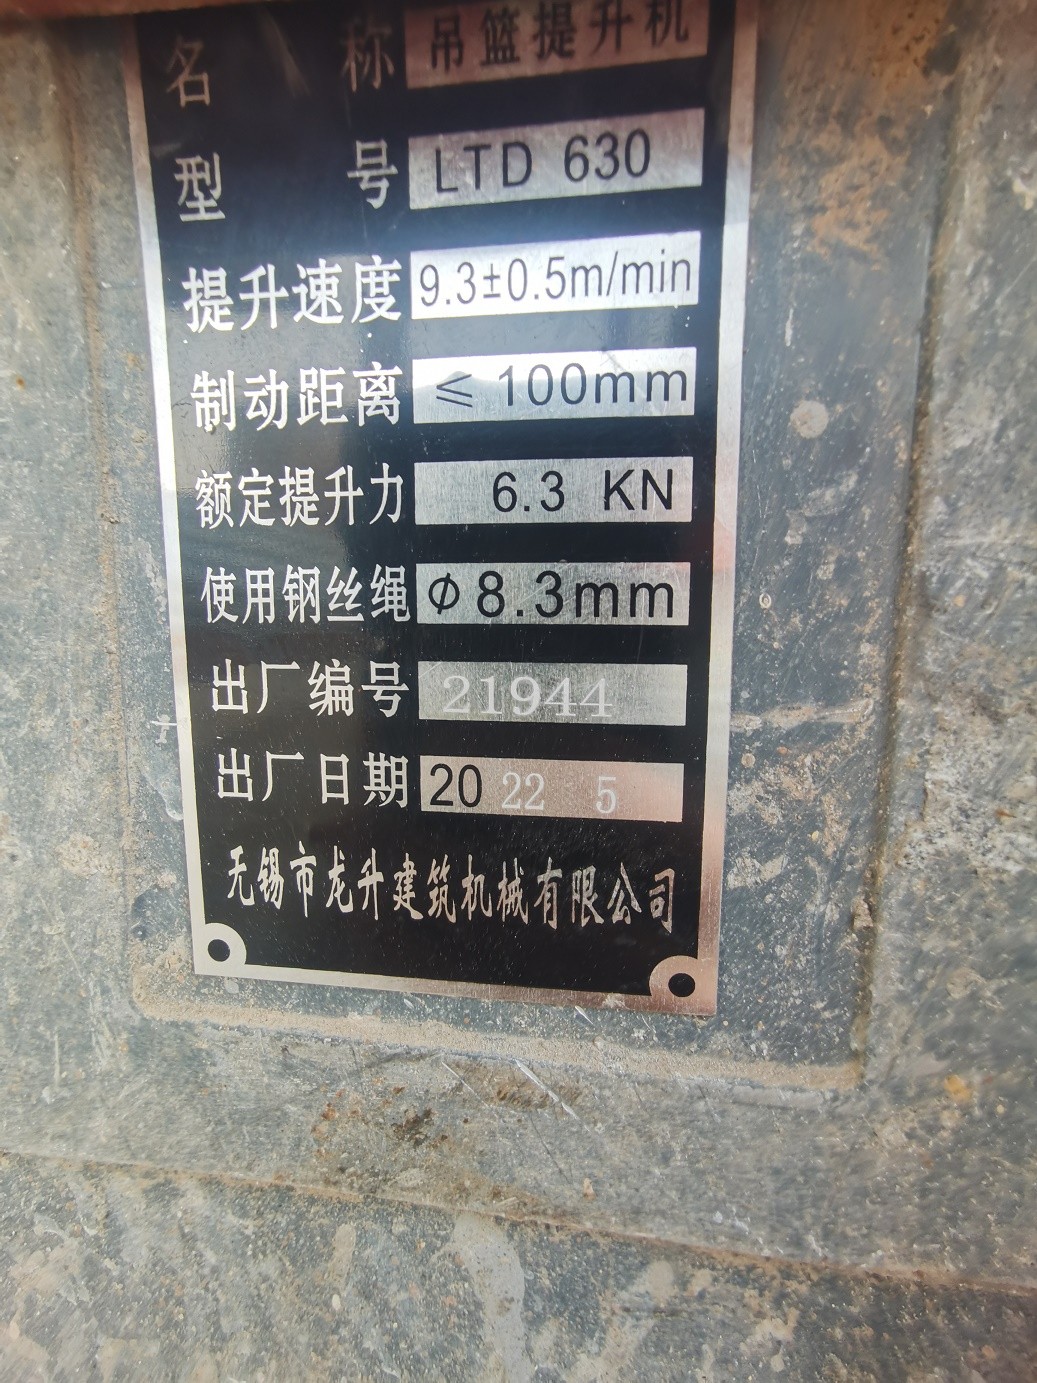 名称 吊篮提升机
型号 LTD 630
提升速度 9.3±0.5m/min
制动距离 ≤ 100mm
额定提升力 6.3 KN
使用钢丝绳 Φ8.3mm
出厂编号 21944
出厂日期 20 22 5
无锡市龙升建筑机械有限公司